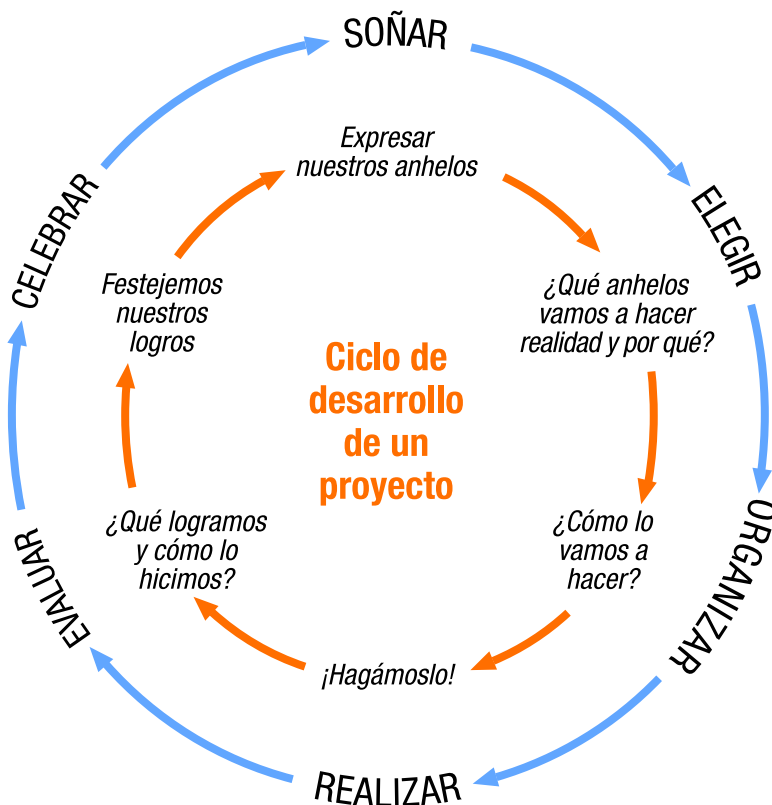 SOÑAR
ELEGIR
ORGANIZAR
REALIZAR
EVALUAR
CELEBRAR
Expresar
nuestros anhelos
¿Qué anhelos
vamos a hacer
realidad y por qué?
¿Cómo lo
vamos a
hacer?
¡Hagámoslo!
¿Qué logramos
y cómo lo
hicimos?
Festejemos
nuestros
logros
Ciclo de
desarrollo
de un
proyecto